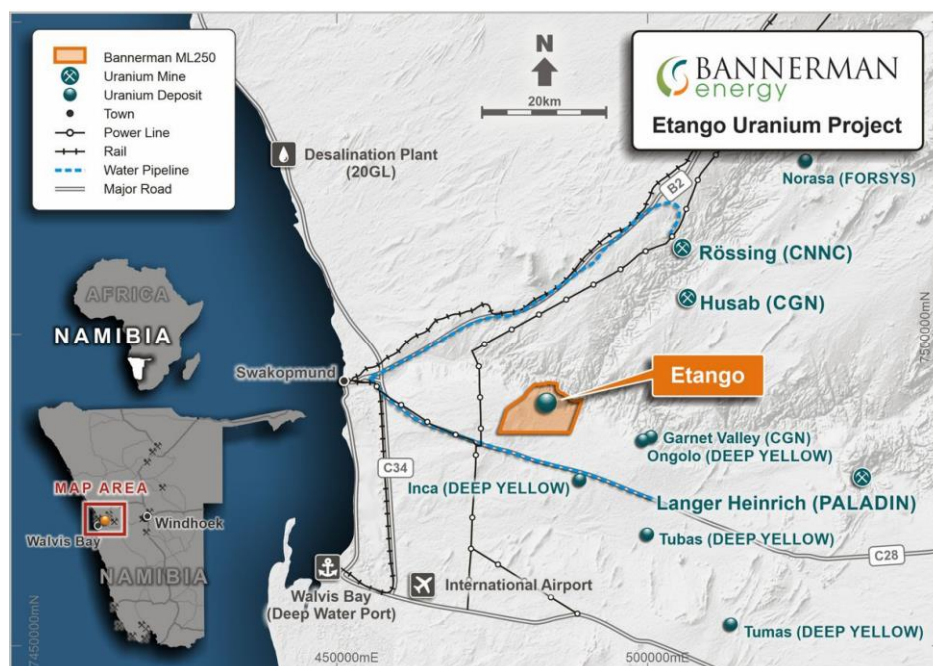 Bannerman ML250
Uranium Mine
Uranium Deposit
Town
Power Line
Rail
Water Pipeline
Major Road
N
20km
BANNERMAN
energy
Etango Uranium Project
Desalination Plant
(20GL)
B2
Norasa (FORSYS)
Rössing (CNNC)
Husab (CGN)
7500000mN
AFRICA
NAMIBIA
Swakopmund
Etango
Garnet Valley (CGN)
Ongolo (DEEP YELLOW)
C34
Inca (DEEP YELLOW)
Langer Heinrich (PALADIN)
MAP AREA
Windhoek
Walvis Bay
NAMIBIA
Tubas (DEEP YELLOW)
C28
Walvis Bay
(Deep Water Port)
International Airport
Tumas (DEEP YELLOW)
7450000mN
450000mE
500000mE